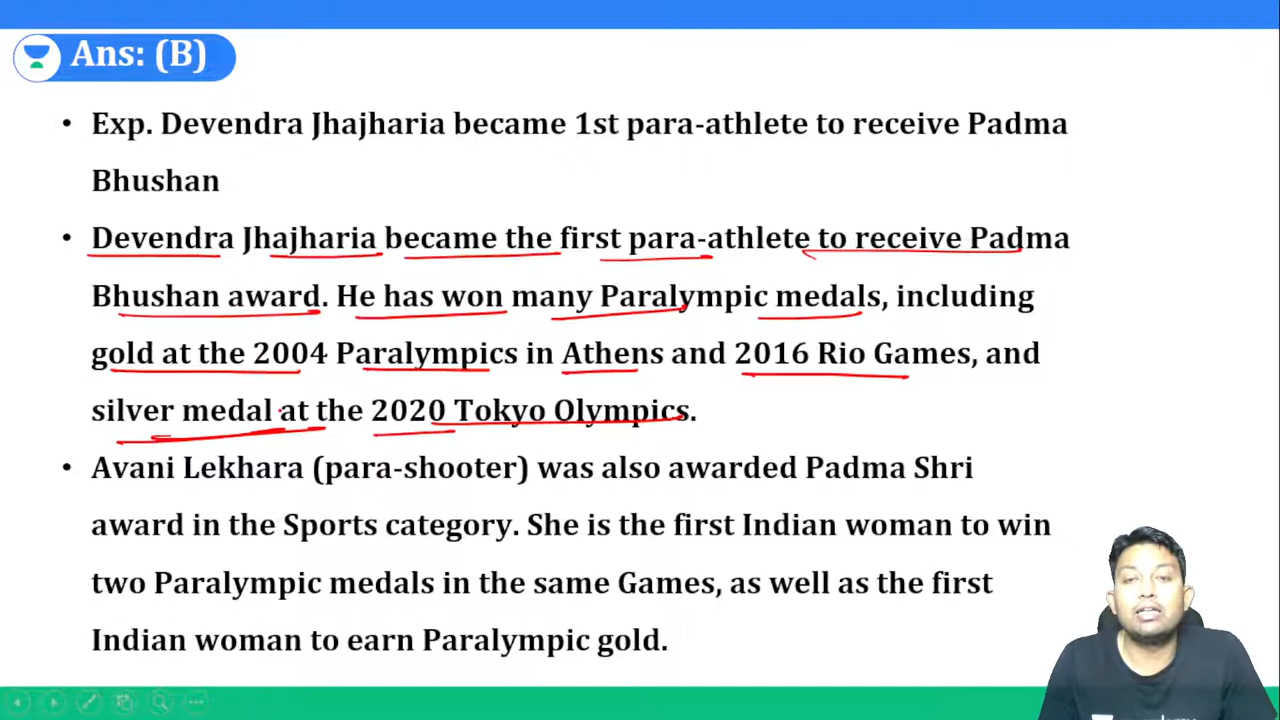 Ans: (B)
• Exp. Devendra Jhajharia became 1st para-athlete to receive Padma
Bhushan
• Devendra Jhajharia became the first para-athlete to receive Padma
Bhushan award. He has won many Paralympic medals, including
gold at the 2004 Paralympics in Athens and 2016 Rio Games, and
silver medal at the 2020 Tokyo Olympics.
• Avani Lekhara (para-shooter) was also awarded Padma Shri
award in the Sports category. She is the first Indian woman to win
two Paralympic medals in the same Games, as well as the first
Indian woman to earn Paralympic gold.